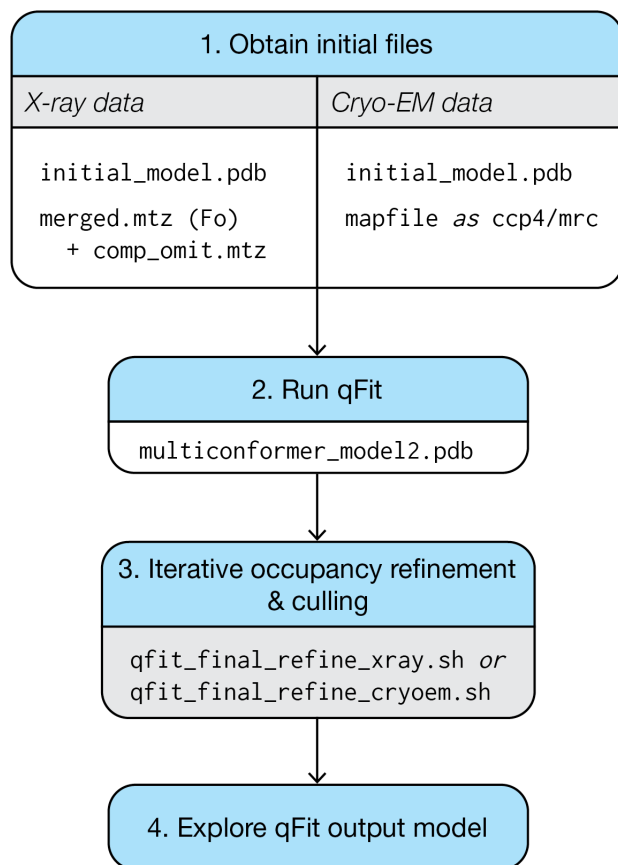 1. Obtain initial files
X-ray data
initial_model.pdb
merged.mtz (Fo)
+ comp_omit.mtz
Cryo-EM data
initial_model.pdb
mapfile as ccp4/mrc
2. Run qFit
multiconformer_model2.pdb
3. Iterative occupancy refinement
& culling
qfit_final_refine_xray.sh or
qfit_final_refine_cryoem.sh
4. Explore qFit output model